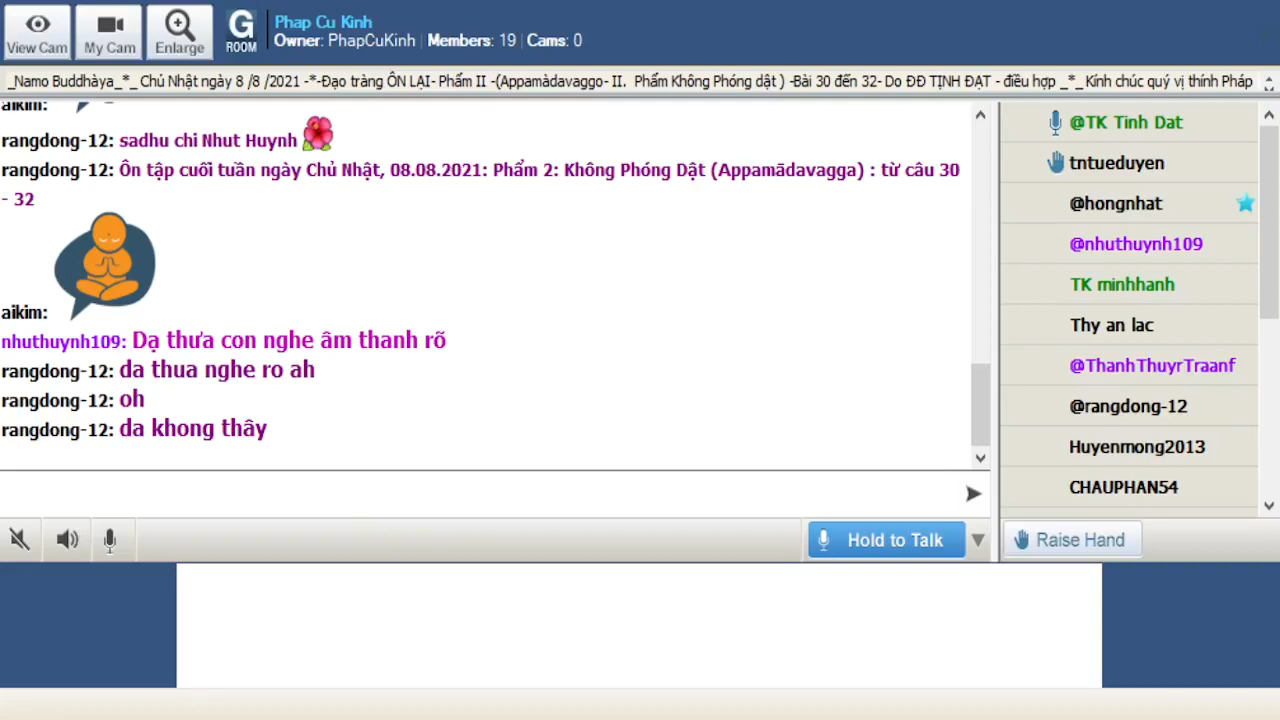 View Cam
My Cam
Enlarge
G
ROOM
Phap Cu Kinh
Owner: PhapCuKinh | Members: 19 | Cams: 0
_Namo Buddhàya_*_ Chủ Nhật ngày 8 /8 /2021 -*-Đạo tràng ÔN LẠI- Phẩm II -(Appamàdavaggo- II. Phẩm Không Phóng dật ) -Bài 30 đến 32- Do ĐĐ TỊNH ĐẠT - điều hợp _*_ Kính chúc quý vị thính Pháp
aikim:
rangdong-12: sadhu chi Nhut Huynh
rangdong-12: Ôn tập cuối tuần ngày Chủ Nhật, 08.08.2021: Phẩm 2: Không Phóng Dật (Appamādavagga) : từ câu 30
- 32
aikim:
nhuthuynh109: Dạ thưa con nghe âm thanh rõ
rangdong-12: da thua nghe ro ah
rangdong-12: oh
rangdong-12: da khong thây
@TK Tinh Dat
tntueduyen
@hongnhat
@nhuthuynh109
TK minhhanh
Thy an lac
@ThanhThuyrTraanf
@rangdong-12
Huyenmong2013
CHAUPHAN54
Hold to Talk
Raise Hand